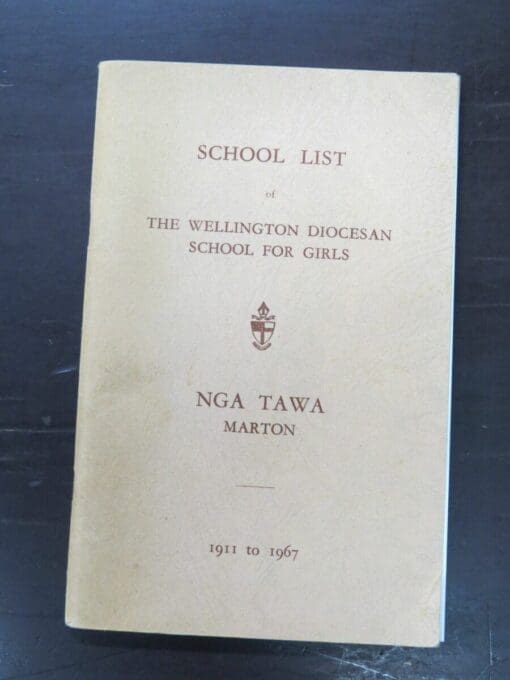 SCHOOL LIST
of
THE WELLINGTON DIOCESAN
SCHOOL FOR GIRLS
NGA TAWA
MARTON
1911 to 1967